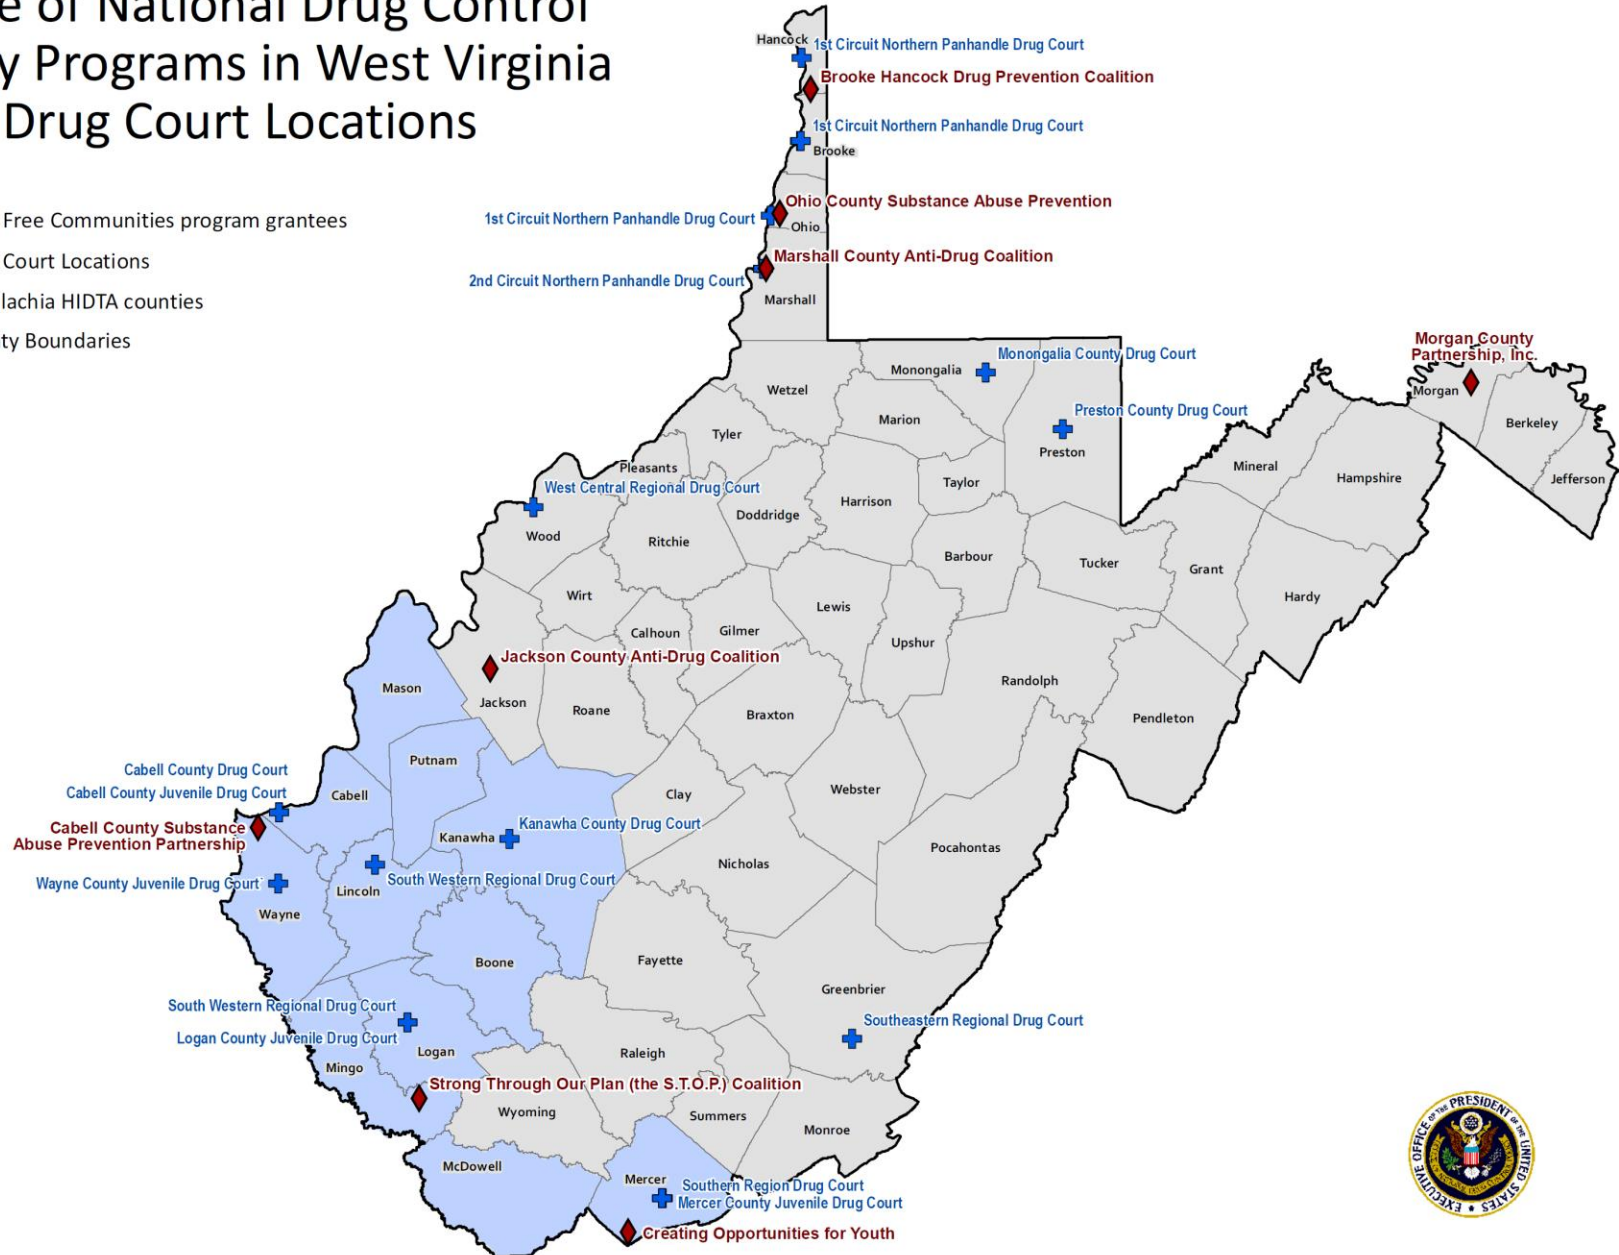 e of National Drug Control
y Programs in West Virginia
Drug Court Locations
Free Communities program grantees
Court Locations
lachia HIDTA counties
ty Boundaries
Hancock
1st Circuit Northern Panhandle Drug Court
Brooke Hancock Drug Prevention Coalition
1st Circuit Northern Panhandle Drug Court
Brooke
Ohio County Substance Abuse Prevention
1st Circuit Northern Panhandle Drug Court
Ohio
Marshall County Anti-Drug Coalition
2nd Circuit Northern Panhandle Drug Court
Marshall
Morgan County
Partnership, Inc.
Monongalia County Drug Court
Monongalia
Wetzel
Morgan
Preston County Drug Court
Marion
Berkeley
Tyler
Preston
Pleasants
Mineral
Hampshire
Jefferson
West Central Regional Drug Court
Taylor
Harrison
Doddridge
Wood
Ritchie
Barbour
Tucker
Grant
Wirt
Hardy
Lewis
Calhoun
Gilmer
Upshur
Jackson County Anti-Drug Coalition
Randolph
Mason
Jackson
Roane
Braxton
Pendleton
Putnam
Cabell County Drug Court
Cabell County Juvenile Drug Court
Cabell
Clay
Webster
Cabell County Substance
Abuse Prevention Partnership
Kanawha
Kanawha County Drug Court
Pocahontas
Nicholas
Wayne County Juvenile Drug Court
Lincoln
South Western Regional Drug Court
Wayne
Boone
Fayette
Greenbrier
South Western Regional Drug Court
Southeastern Regional Drug Court
Logan County Juvenile Drug Court
Logan
Raleigh
Mingo
Strong Through Our Plan (the S.T.O.P.) Coalition
Wyoming
Summers
Monroe
McDowell
Mercer
Southern Region Drug Court
Mercer County Juvenile Drug Court
Creating Opportunities for Youth
EXECUTIVE OFFICE OF THE PRESIDENT OF THE UNITED STATES